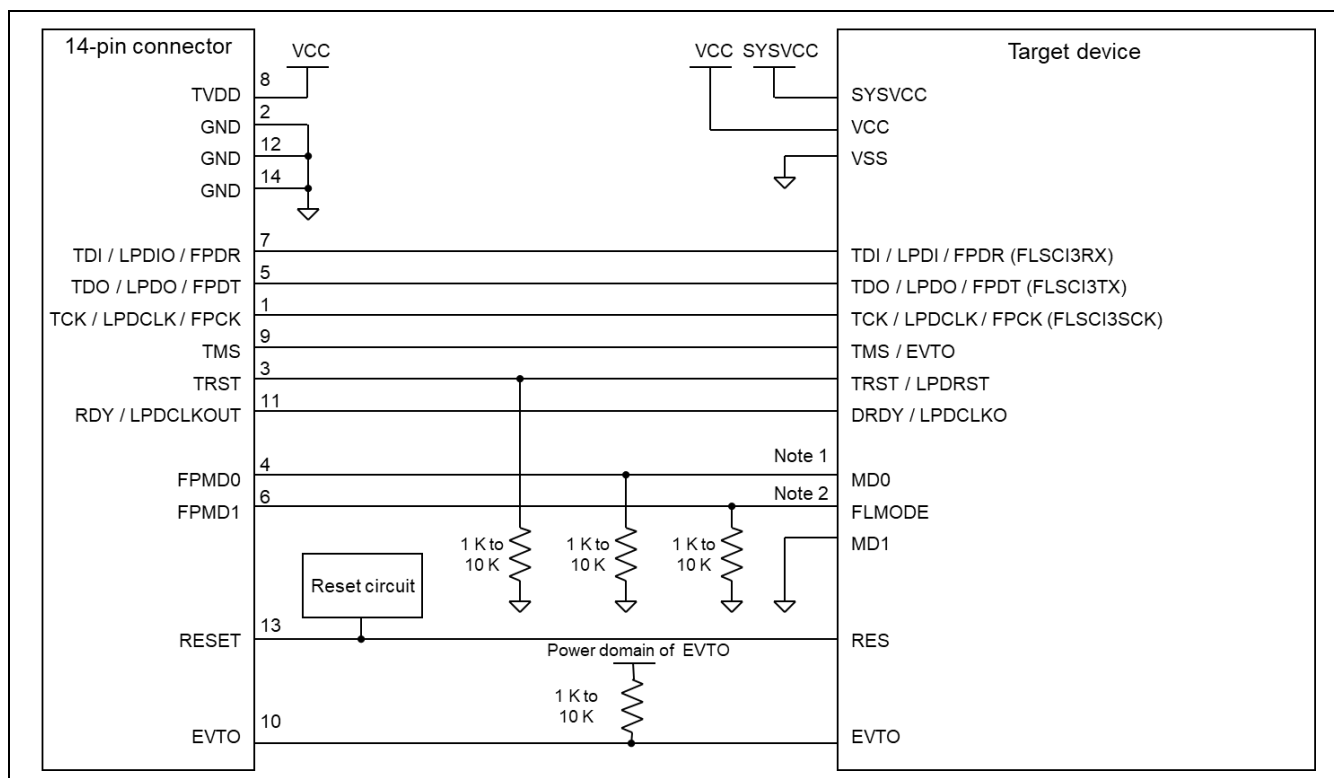 14-pin connector
VCC
VCC SYSVCC
Target device
8
TVDD
SYSVCC
2
GND
VCC
12
GND
VSS
14
GND
7
TDI / LPDIO / FPDR
TDI / LPDI / FPDR (FLSCI3RX)
5
TDO / LPDO / FPDT
TDO / LPDO / FPDT (FLSCI3TX)
1
TCK / LPDCLK / FPCK
TCK / LPDCLK / FPCK (FLSCI3SCK)
9
TMS
TMS / EVTO
3
TRST
TRST / LPDRST
11
RDY / LPDCLKOUT
DRDY / LPDCLKO
Note 1
4
FPMD0
MD0
Note 2
6
FPMD1
FLMODE
MD1
1 K to
10 K
1 K to
10 K
1 K to
10 K
Reset circuit
13
RESET
RES
Power domain of EVTO
1 K to
10 K
10
EVTO
EVTO